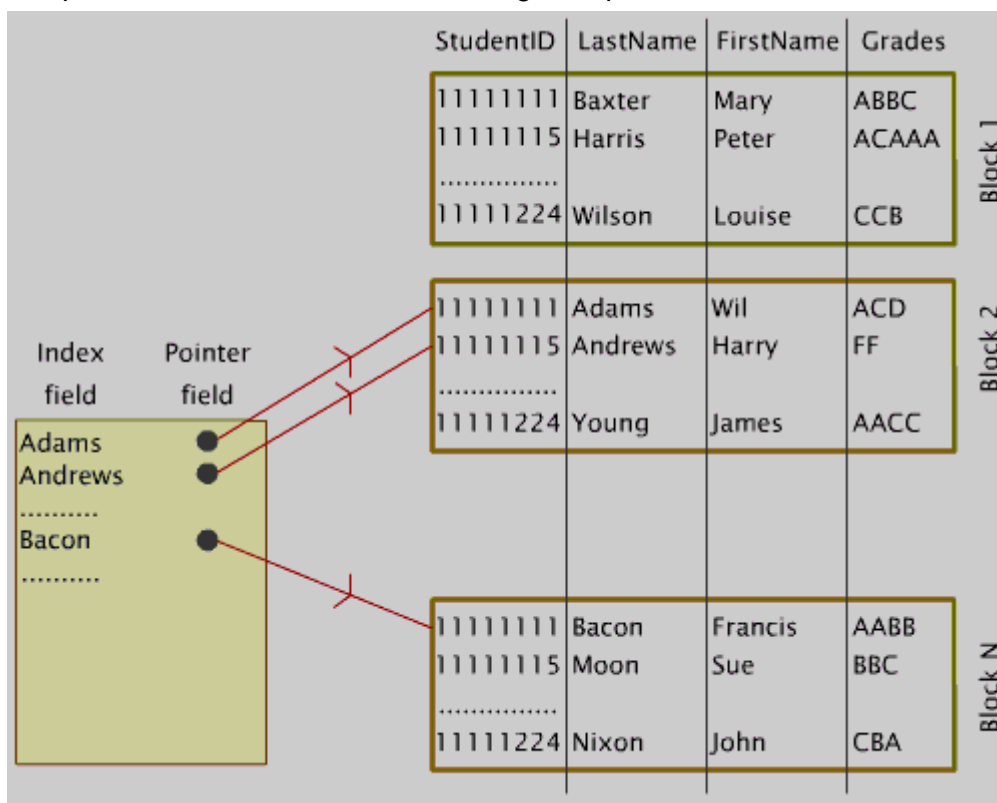 StudentID LastName FirstName Grades
11111111 Baxter Mary ABBC
11111115 Harris Peter ACAAA
...............
11111224 Wilson Louise CCB
Block 1
11111111 Adams Wil ACD
11111115 Andrews Harry FF
...............
11111224 Young James AACC
Block 2
Index field
Pointer field
Adams
Andrews
..........
Bacon
..........
11111111 Bacon Francis AABB
11111115 Moon Sue BBC
...............
11111224 Nixon John CBA
Block N